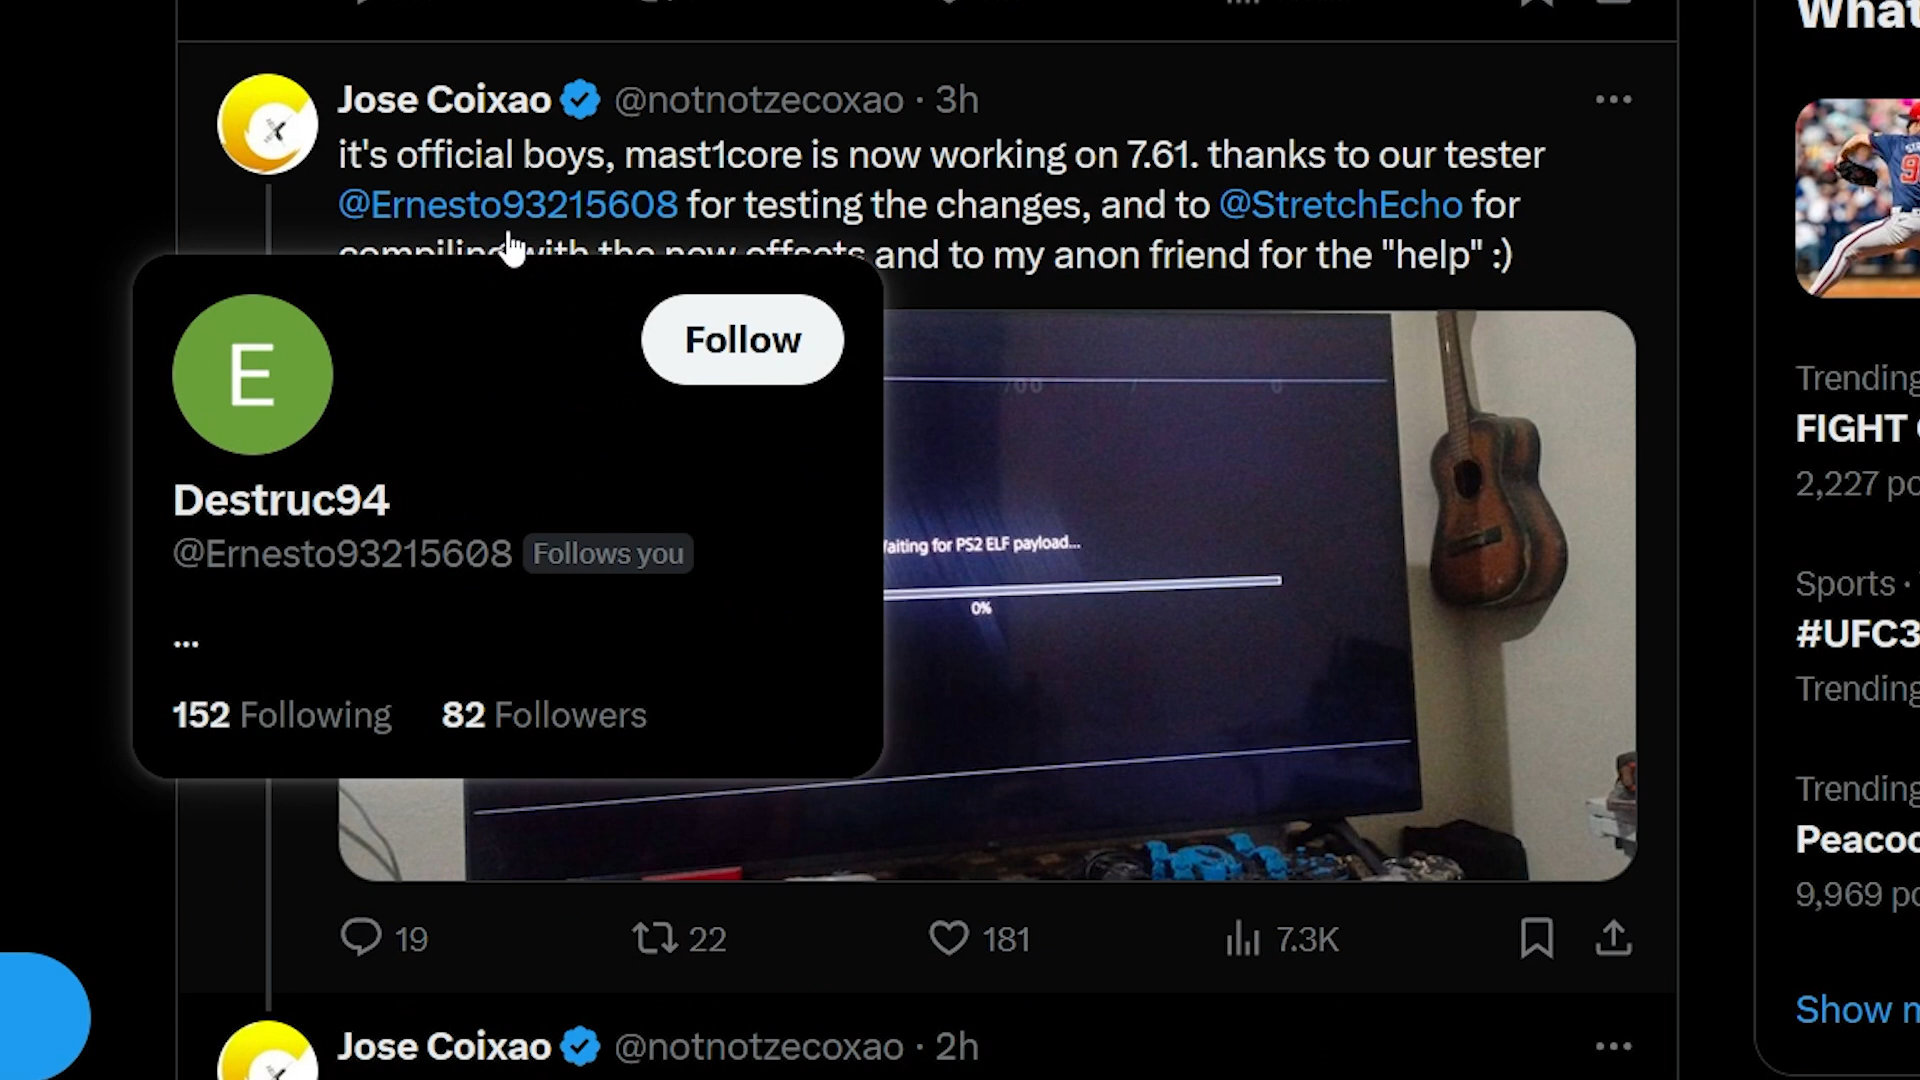 What
Jose Coixao @notnotzecoxao · 3h
it's official boys, mast1core is now working on 7.61. thanks to our tester
@Ernesto93215608 for testing the changes, and to @StretchEcho for
compiling with the new offsets and to my anon friend for the "help" :)
E
Follow
Destruc94
@Ernesto93215608 Follows you
...
152 Following 82 Followers
aiting for PS2 ELF payload...
0%
19 22 181 7.3K
Jose Coixao @notnotzecoxao · 2h
Trending
FIGHT
2,227 po
Sports ·
#UFC3
Trending
Trending
Peacoc
9,969 po
Show m